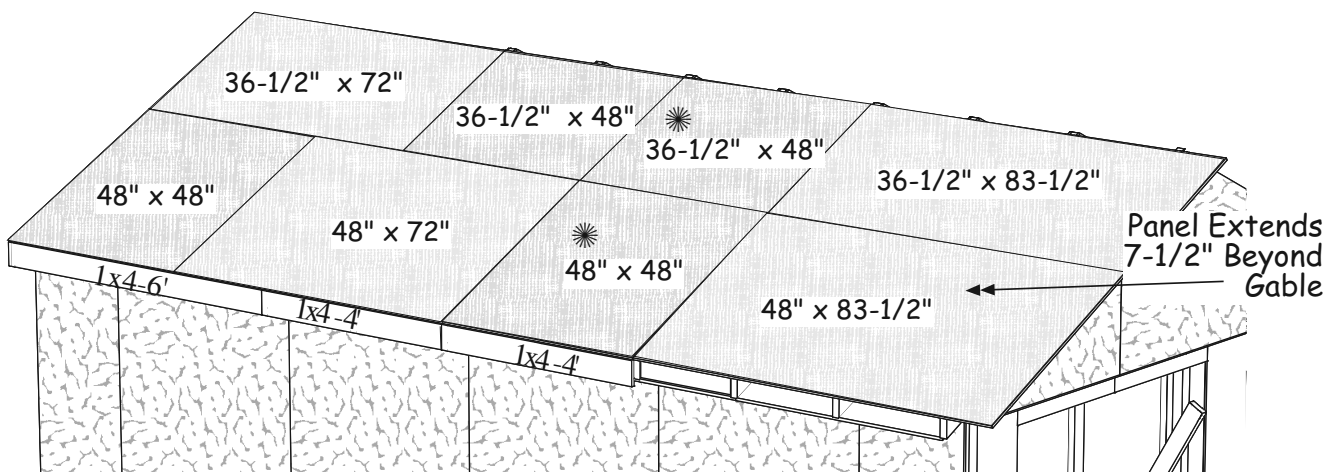 36-1/2" x 72"
36-1/2" x 48"
36-1/2" x 48"
36-1/2" x 83-1/2"
48" x 48"
48" x 72"
48" x 48"
48" x 83-1/2"
Panel Extends
7-1/2" Beyond
Gable
1x4-6'
1x4-4'
1x4-4'